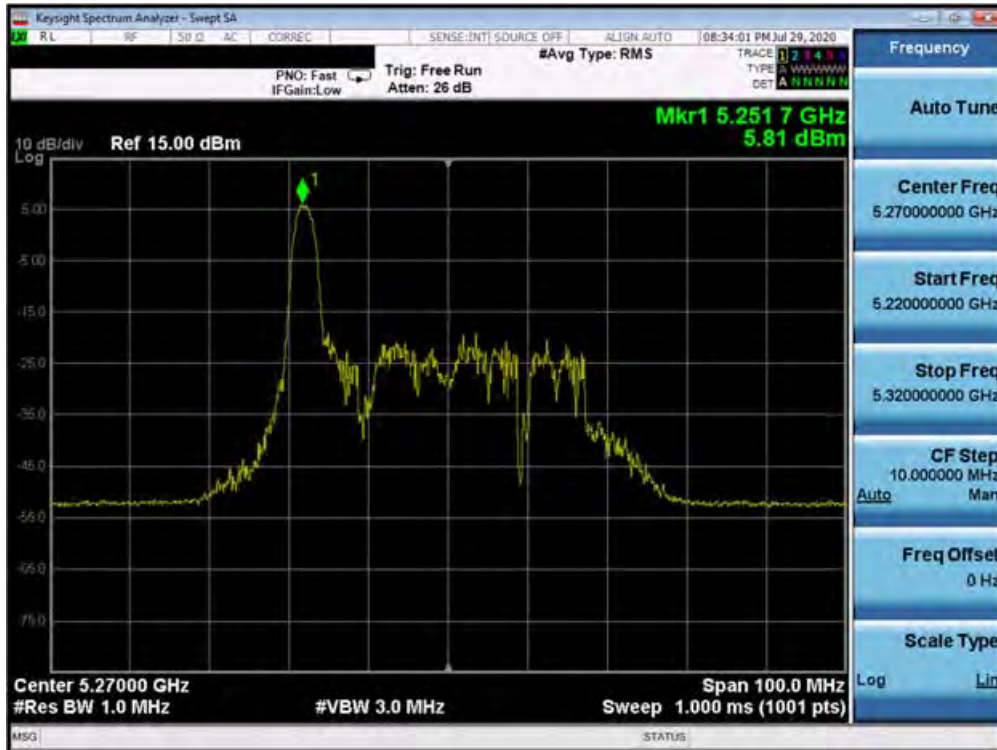 Keysight Spectrum Analyzer - Swept SA
LXI RL RF 50 Ω AC CORREC SENSE:INT SOURCE OFF ALIGN AUTO 08:34:01 PM Jul 29, 2020
#Avg Type: RMS TRACE 1 2 3 4 5 6
PNO: Fast Trig: Free Run TYPE A WWWWWW
IFGain:Low Atten: 26 dB DET A N N N N N
Mkr1 5.251 7 GHz
5.81 dBm
10 dB/div Ref 15.00 dBm
Log
1
5.00
-5.00
-15.0
-25.0
-35.0
-45.0
-55.0
-65.0
-75.0
Center 5.27000 GHz Span 100.0 MHz
#Res BW 1.0 MHz #VBW 3.0 MHz Sweep 1.000 ms (1001 pts)
MSG STATUS
Frequency
Auto Tune
Center Freq
5.270000000 GHz
Start Freq
5.220000000 GHz
Stop Freq
5.320000000 GHz
CF Step
10.000000 MHz
Auto Man
Freq Offset
0 Hz
Scale Type
Log Lin